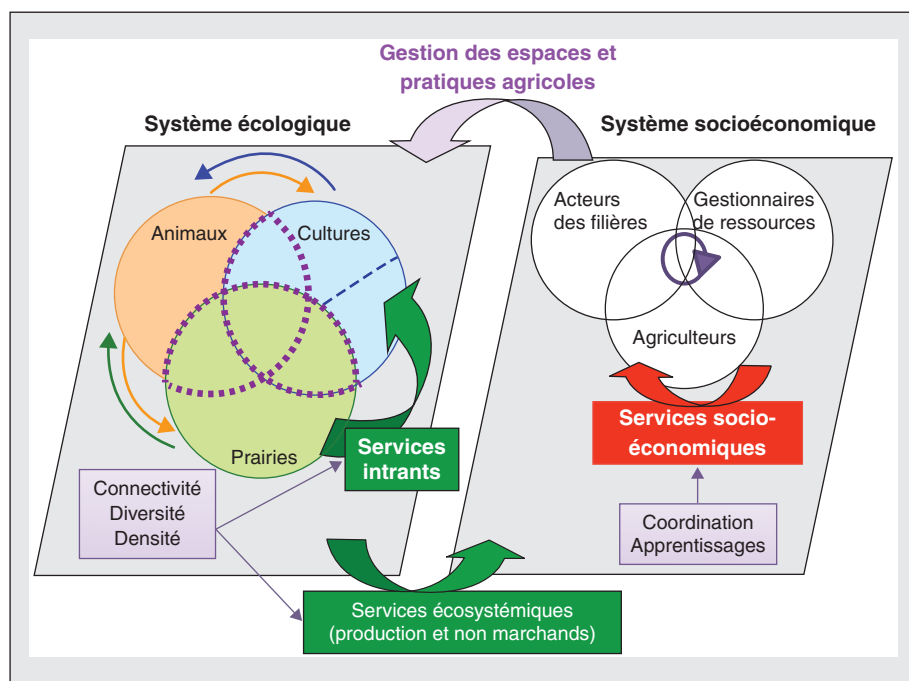 Gestion des espaces et
pratiques agricoles
Système écologique
Système socioéconomique
Animaux
Cultures
Prairies
Services
intrants
Connectivité
Diversité
Densité
Acteurs
des filières
Gestionnaires
de ressources
Agriculteurs
Services socio-
économiques
Coordination
Apprentissages
Services écosystémiques
(production et non marchands)